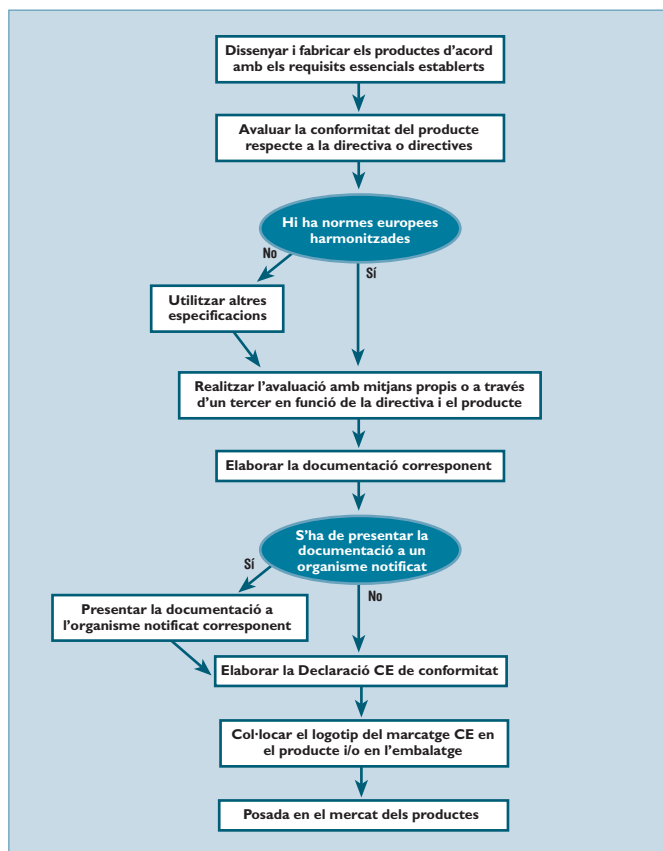 Dissenyar i fabricar els productes d'acord
amb els requisits essencials establerts
Avaluar la conformitat del producte
respecte a la directiva o directives
Hi ha normes europees
harmonitzades
No
Sí
Utilitzar altres
especificacions
Realitzar l'avaluació amb mitjans propis o a través
d'un tercer en funció de la directiva i el producte
Elaborar la documentació corresponent
S'ha de presentar la
documentació a un
organisme notificat
Sí
No
Presentar la documentació a
l'organisme notificat corresponent
Elaborar la Declaració CE de conformitat
Col·locar el logotip del marcatge CE en
el producte i/o en l'embalatge
Posada en el mercat dels productes